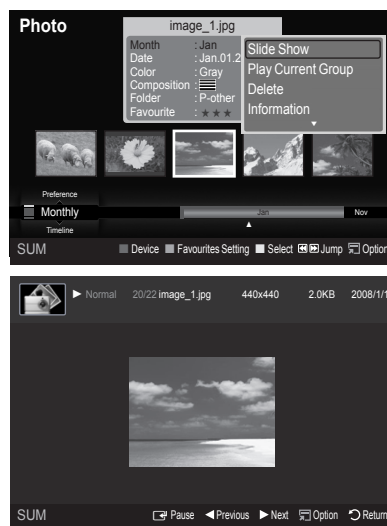 Photo
image_1.jpg
Month : Jan
Date : Jan.01.2
Color : Gray
Composition :
Folder : P-other
Favourite : ★ ★ ★
Slide Show
Play Current Group
Delete
Information
Preference
Monthly
Timeline
Jan
Nov
SUM
Device
Favourites Setting
Select
Jump
Option
Normal
20/22 image_1.jpg
440x440
2.0KB
2008/1/1
SUM
Pause
Previous
Next
Option
Return